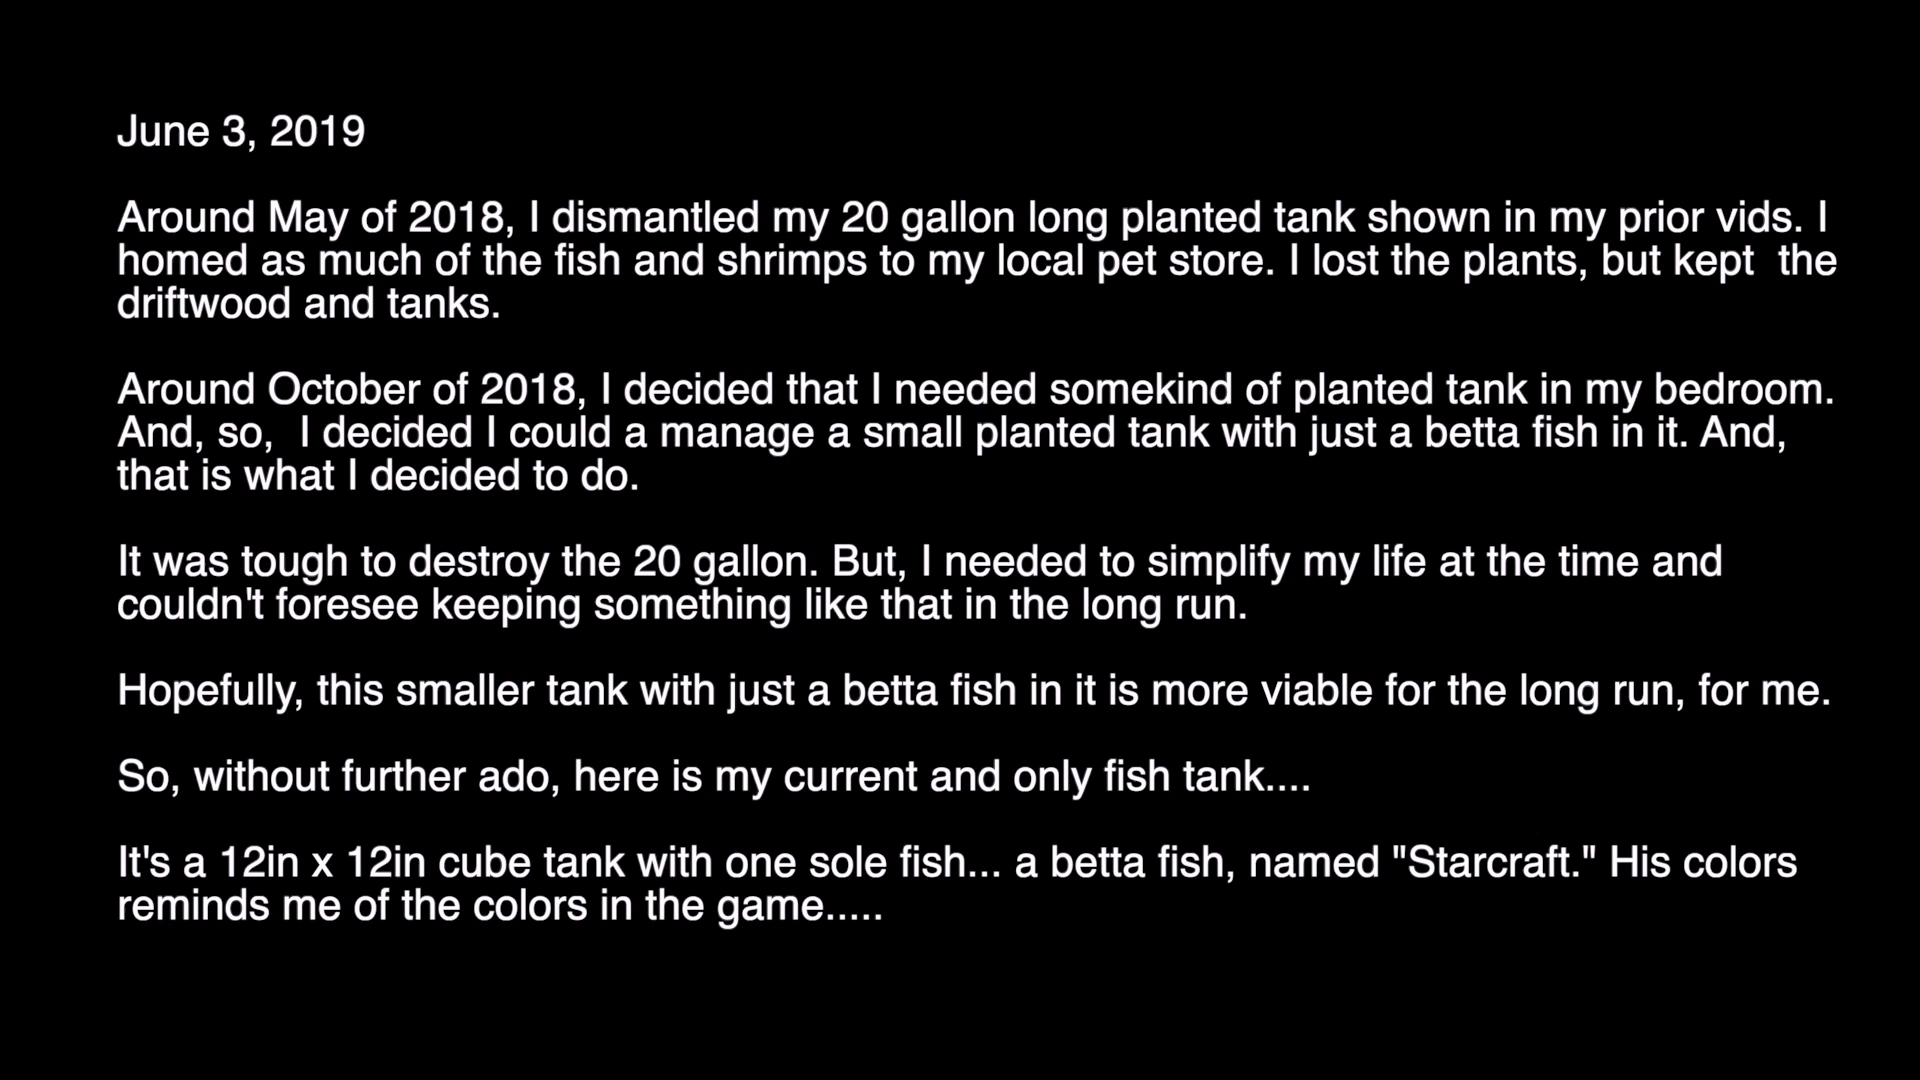 June 3, 2019
Around May of 2018, I dismantled my 20 gallon long planted tank shown in my prior vids. I
homed as much of the fish and shrimps to my local pet store. I lost the plants, but kept  the
driftwood and tanks.
Around October of 2018, I decided that I needed somekind of planted tank in my bedroom.
And, so,  I decided I could a manage a small planted tank with just a betta fish in it. And,
that is what I decided to do.
It was tough to destroy the 20 gallon. But, I needed to simplify my life at the time and
couldn't foresee keeping something like that in the long run.
Hopefully, this smaller tank with just a betta fish in it is more viable for the long run, for me.
So, without further ado, here is my current and only fish tank....
It's a 12in x 12in cube tank with one sole fish... a betta fish, named "Starcraft." His colors
reminds me of the colors in the game.....